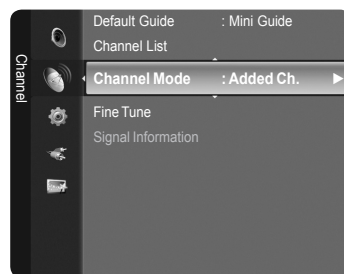 Channel
Default Guide : Mini Guide
Channel List
Channel Mode : Added Ch.
Fine Tune
Signal Information